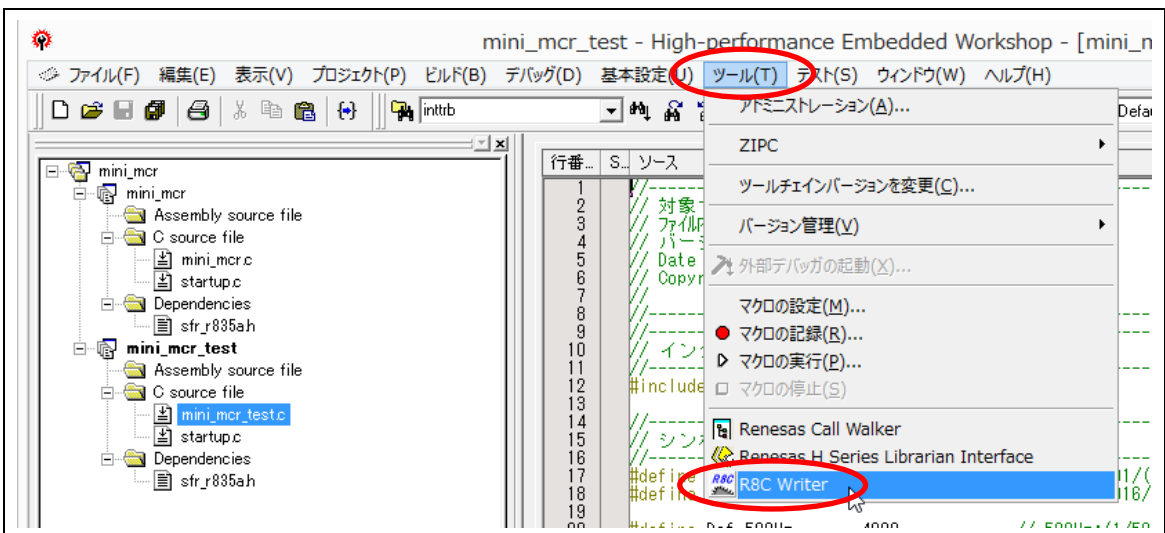 mini_mcr_test - High-performance Embedded Workshop - [mini_m
ファイル(F) 編集(E) 表示(V) プロジェクト(P) ビルド(B) デバッグ(D) 基本設定(U) ツール(T) テスト(S) ウィンドウ(W) ヘルプ(H)
inttrb
Defau
アドミニストレーション(A)...
ZIPC
ツールチェインバージョンを変更(C)...
バージョン管理(V)
外部デバッガの起動(X)...
マクロの設定(M)...
マクロの記録(R)...
マクロの実行(P)...
マクロの停止(S)
Renesas Call Walker
Renesas H Series Librarian Interface
R8C Writer
mini_mcr
mini_mcr
Assembly source file
C source file
mini_mcr.c
startup.c
Dependencies
sfr_r835a.h
mini_mcr_test
Assembly source file
C source file
mini_mcr_test.c
startup.c
Dependencies
sfr_r835a.h
行番... S.. ソース
1 //-----
2 // 対象
3 // ファイル
4 // バー
5 // Date
6 // Copyr
7 //
8 //-----
9 //-----
10 // イン
11 //-----
12 #include
13
14 //-----
15 // シン
16 //-----
17 #define
18 #define
19